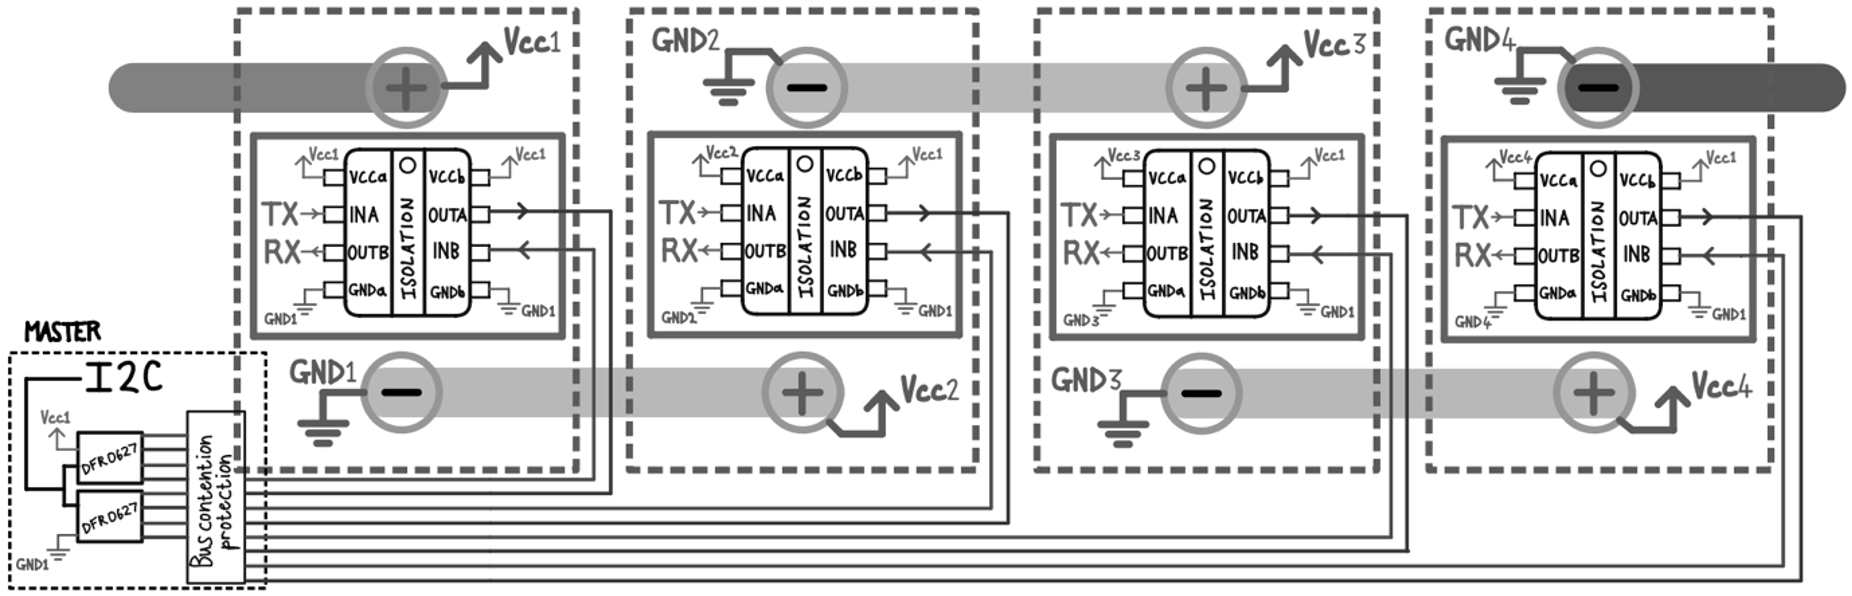 Vcc1
GND2
Vcc3
GND4
+
−
+
−
Vcc1
VCCa
VCCb
Vcc1
TX
INA
OUTA
RX
OUTB
INB
GND1
GNDa
GNDb
GND1
ISOLATION
Vcc2
VCCa
VCCb
Vcc1
TX
INA
OUTA
RX
OUTB
INB
GND2
GNDa
GNDb
GND1
ISOLATION
Vcc3
VCCa
VCCb
Vcc1
TX
INA
OUTA
RX
OUTB
INB
GND3
GNDa
GNDb
GND1
ISOLATION
Vcc4
VCCa
VCCb
Vcc1
TX
INA
OUTA
RX
OUTB
INB
GND4
GNDa
GNDb
GND1
ISOLATION
GND1
−
+
Vcc2
GND3
−
+
Vcc4
MASTER
I2C
Vcc1
DFR0627
DFR0627
GND1
Bus contention
protection